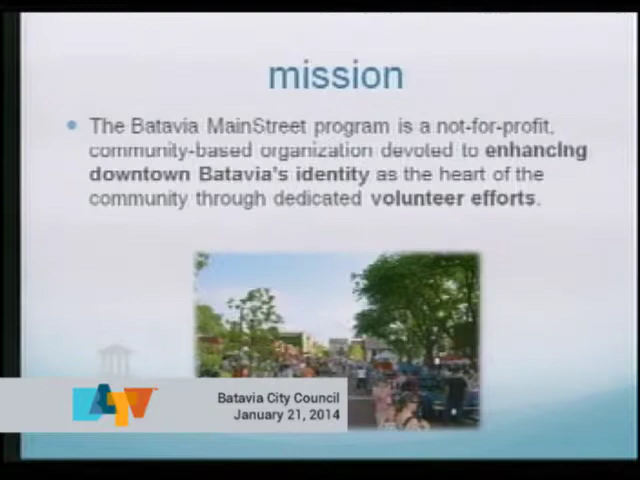 mission
The Batavia MainStreet program is a not-for-profit,
community-based organization devoted to enhancing
downtown Batavia's identity as the heart of the
community through dedicated volunteer efforts.
BATV
Batavia City Council
January 21, 2014